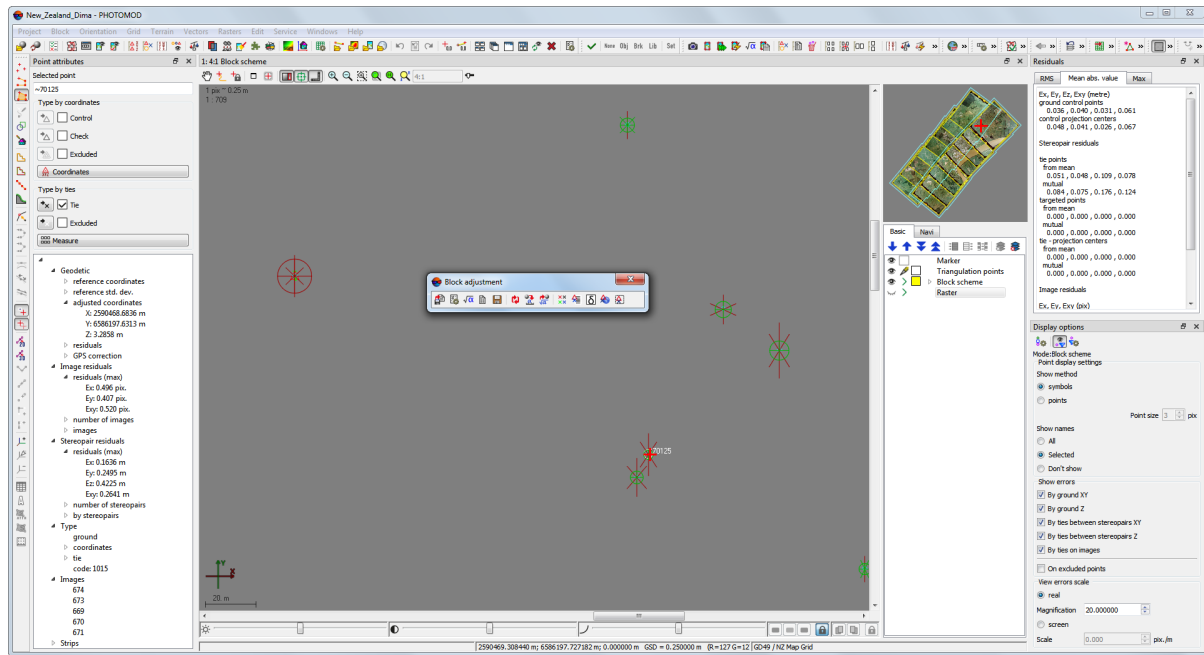 New_Zealand_Dima - PHOTOMOD
Project Block Orientation Grid Terrain Vectors Rasters Edit Service Windows Help
None Obj Brk Lib Set
Point attributes
Selected point
~70125
Type by coordinates
Control
Check
Excluded
Coordinates
Type by ties
Tie
Excluded
Measure
Geodetic
reference coordinates
reference std. dev.
adjusted coordinates
X: 2590468.6836 m
Y: 6586197.6313 m
Z: 3.2858 m
residuals
GPS correction
Image residuals
residuals (max)
Ex: 0.496 pix.
Ey: 0.407 pix.
Exy: 0.520 pix.
number of images
images
Stereopair residuals
residuals (max)
Ex: 0.1636 m
Ey: 0.2495 m
Ez: 0.4225 m
Exy: 0.2641 m
number of stereopairs
by stereopairs
Type
ground
coordinates
tie
code: 1015
Images
674
673
669
670
671
Strips
1: 4:1 Block scheme
4:1
1 pix ~ 0.25 m
1 : 709
Block adjustment
70125
Y
X
20. m
2590469.308440 m; 6586197.727182 m; 0.000000 m GSD = 0.250000 m (R=127 G=12 GD49 / NZ Map Grid
Basic Navi
Marker
Triangulation points
Block scheme
Raster
Residuals
RMS Mean abs. value Max
Ex, Ey, Ez, Exy (metre)
ground control points
0.036 , 0.040 , 0.031 , 0.061
control projection centers
0.048 , 0.041 , 0.026 , 0.067
Stereopair residuals
tie points
from mean
0.051 , 0.048 , 0.109 , 0.078
mutual
0.084 , 0.075 , 0.176 , 0.124
targeted points
from mean
0.000 , 0.000 , 0.000 , 0.000
mutual
0.000 , 0.000 , 0.000 , 0.000
tie - projection centers
from mean
0.000 , 0.000 , 0.000 , 0.000
mutual
0.000 , 0.000 , 0.000 , 0.000
Image residuals
Ex, Ey, Exy (pix)
Display options
Mode:Block scheme
Point display settings
Show method
symbols
points
Point size 3 pix
Show names
All
Selected
Don't show
Show errors
By ground XY
By ground Z
By ties between stereopairs XY
By ties between stereopairs Z
By ties on images
On excluded points
View errors scale
real
Magnification 20.000000
screen
Scale 0.000 pix./m